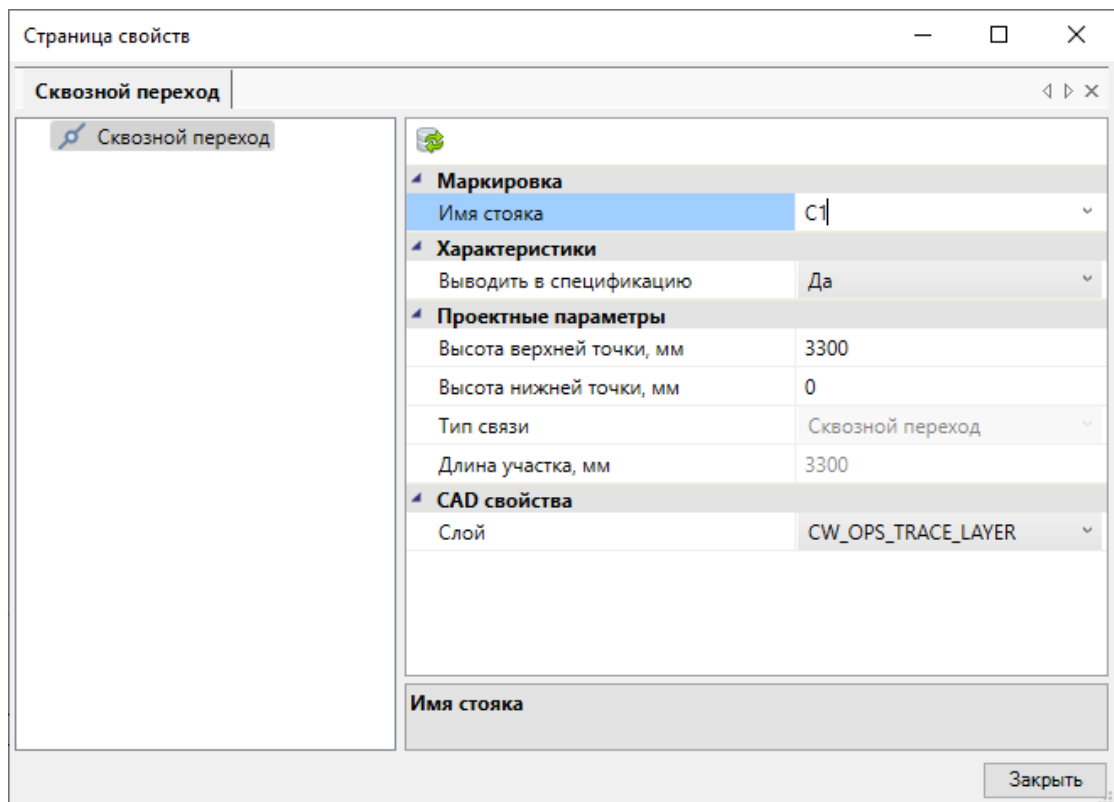 Страница свойств
Сквозной переход
Сквозной переход
Маркировка
Имя стояка С1
Характеристики
Выводить в спецификацию Да
Проектные параметры
Высота верхней точки, мм 3300
Высота нижней точки, мм 0
Тип связи Сквозной переход
Длина участка, мм 3300
CAD свойства
Слой CW_OPS_TRACE_LAYER
Имя стояка
Закрыть